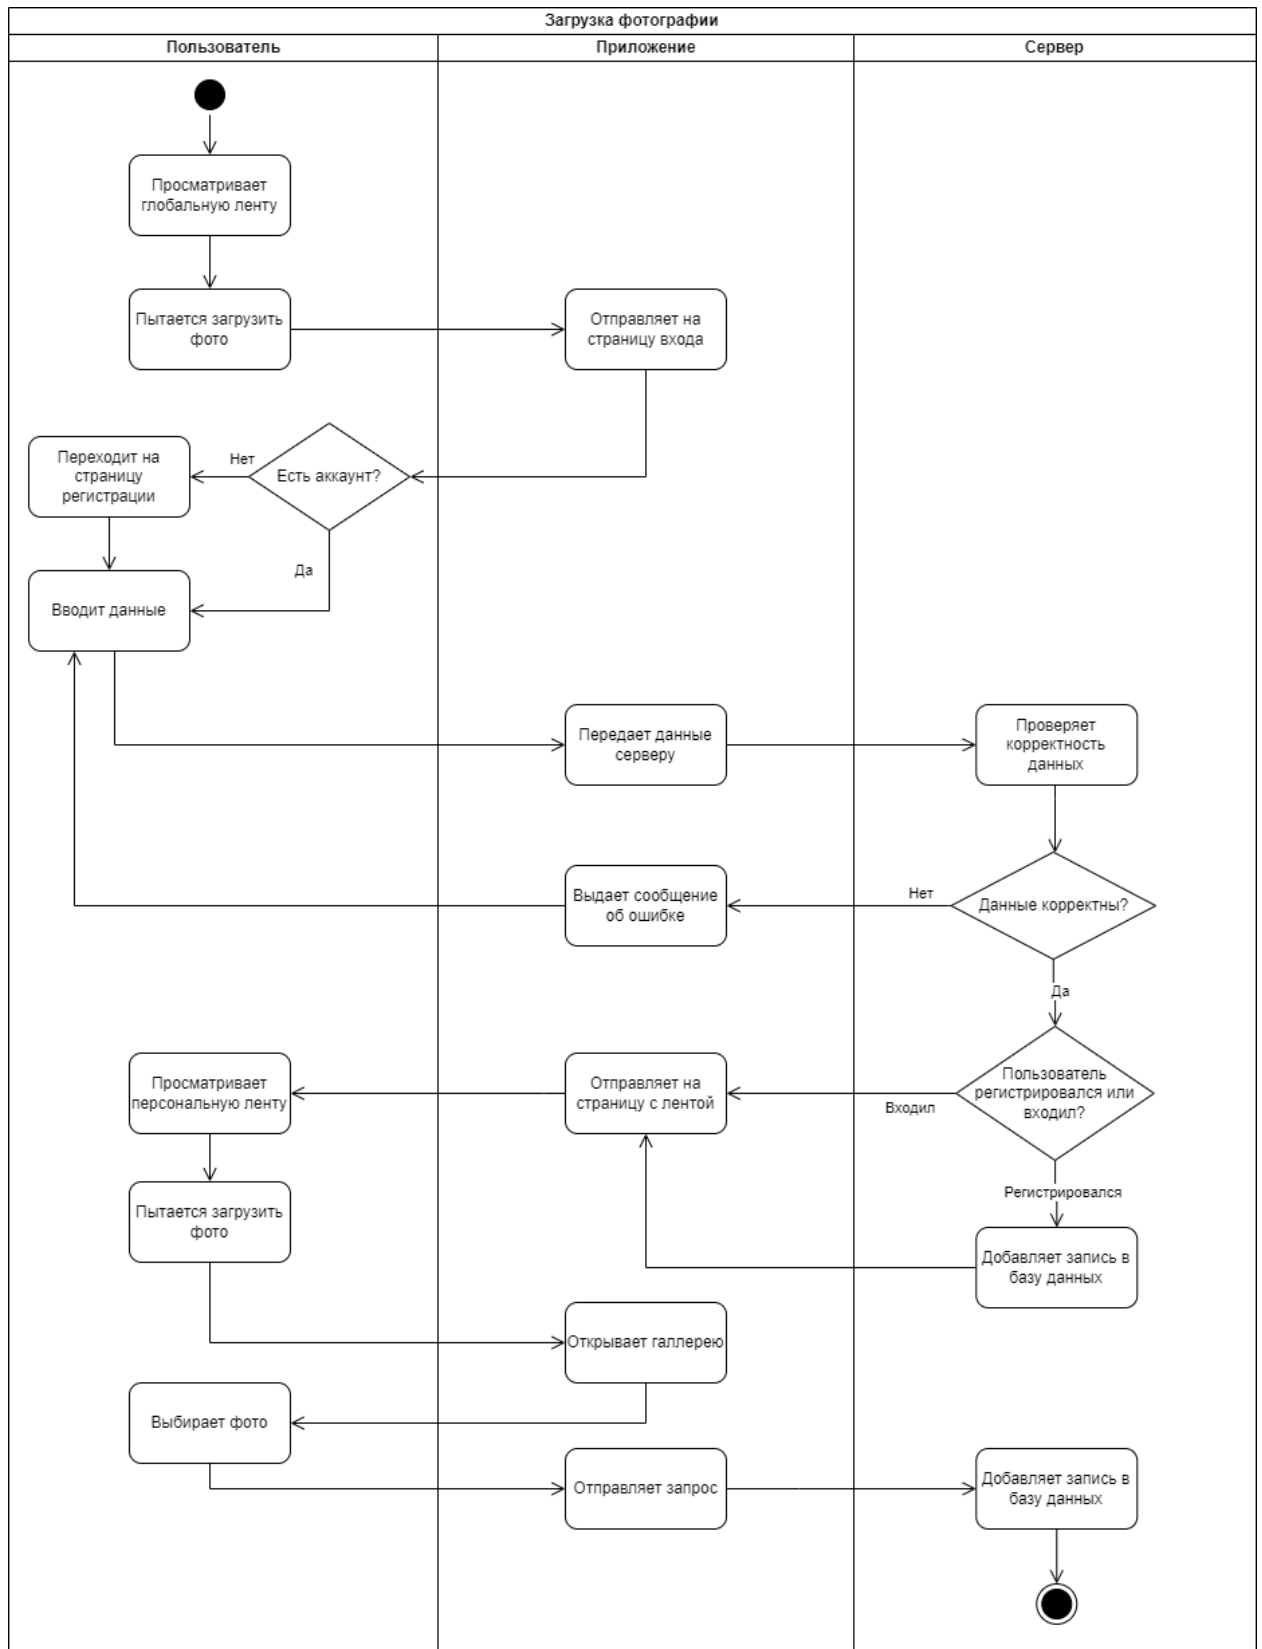 Загрузка фотографии
Пользователь
Приложение
Сервер
Просматривает
глобальную ленту
Пытается загрузить
фото
Отправляет на
страницу входа
Переходит на
страницу
регистрации
Нет
Есть аккаунт?
Да
Вводит данные
Передает данные
серверу
Проверяет
корректность
данных
Выдает сообщение
об ошибке
Нет
Данные корректны?
Да
Просматривает
персональную ленту
Отправляет на
страницу с лентой
Входил
Пользователь
регистрировался или
входил?
Регистрировался
Пытается загрузить
фото
Добавляет запись в
базу данных
Открывает галлерею
Выбирает фото
Отправляет запрос
Добавляет запись в
базу данных